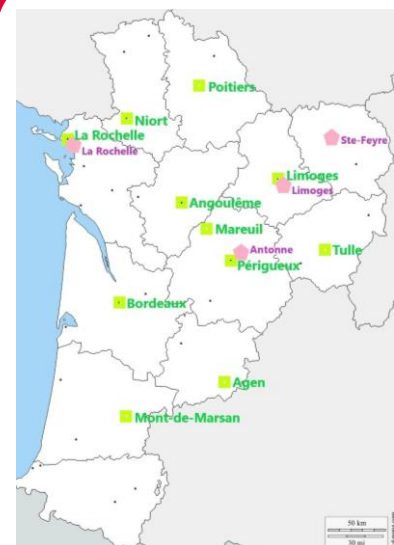 Poitiers
Niort
La Rochelle
La Rochelle
Ste-Feyre
Limoges
Limoges
Angoulême
Mareuil
Antonne
Périgueux
Tulle
Bordeaux
Agen
Mont-de-Marsan
50 km
30 mi